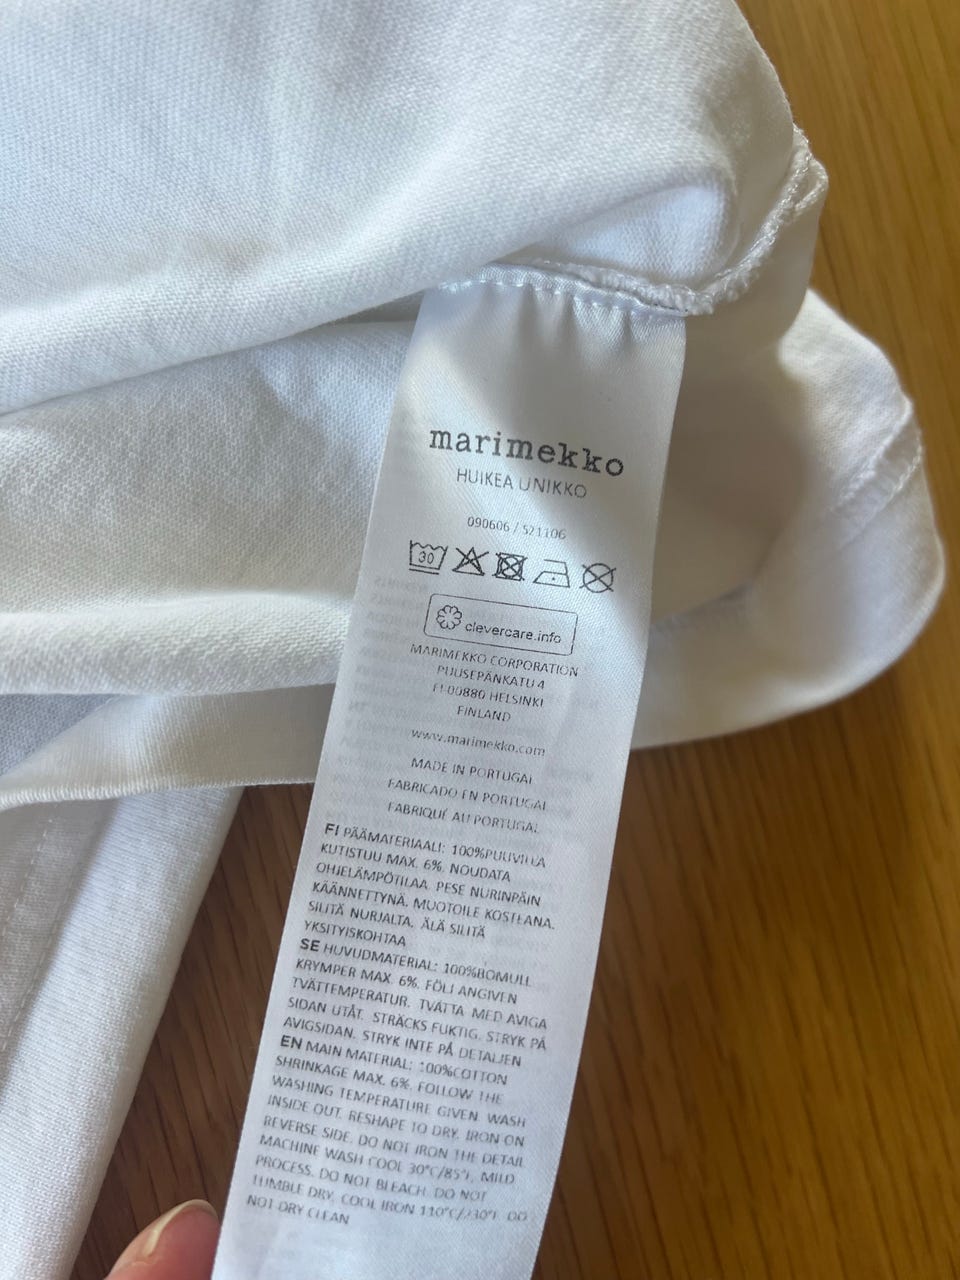 marimekko
HUIKEA UNIKKO
090606 / 521106
30
clevercare.info
MARIMEKKO CORPORATION
PUUSEPÄNKATU 4
FI-00880 HELSINKI
FINLAND
www.marimekko.com
MADE IN PORTUGAL
FABRICADO EN PORTUGAL
FABRIQUÉ AU PORTUGAL
FI PÄÄMATERIAALI: 100%PUUVILLA
KUTISTUU MAX. 6%. NOUDATA
OHJELÄMPÖTILAA. PESE NURINPÄIN
KÄÄNNETTYNÄ. MUOTOILE KOSTEANA.
SILITÄ NURJALTA. ÄLÄ SILITÄ
YKSITYISKOHTAA
SE HUVUDMATERIAL: 100%BOMULL
KRYMPER MAX. 6%. FÖLJ ANGIVEN
TVÄTTEMPERATUR. TVÄTTA MED AVIGA
SIDAN UTÅT. STRÄCKS FUKTIG. STRYK PÅ
AVIGSIDAN. STRYK INTE PÅ DETALJEN
EN MAIN MATERIAL: 100%COTTON
SHRINKAGE MAX. 6%. FOLLOW THE
WASHING TEMPERATURE GIVEN. WASH
INSIDE OUT. RESHAPE TO DRY. IRON ON
REVERSE SIDE. DO NOT IRON THE DETAIL
MACHINE WASH COOL 30°C/85°F, MILD
PROCESS. DO NOT BLEACH. DO NOT
TUMBLE DRY. COOL IRON 110°C/230°F. DO
NOT DRY CLEAN